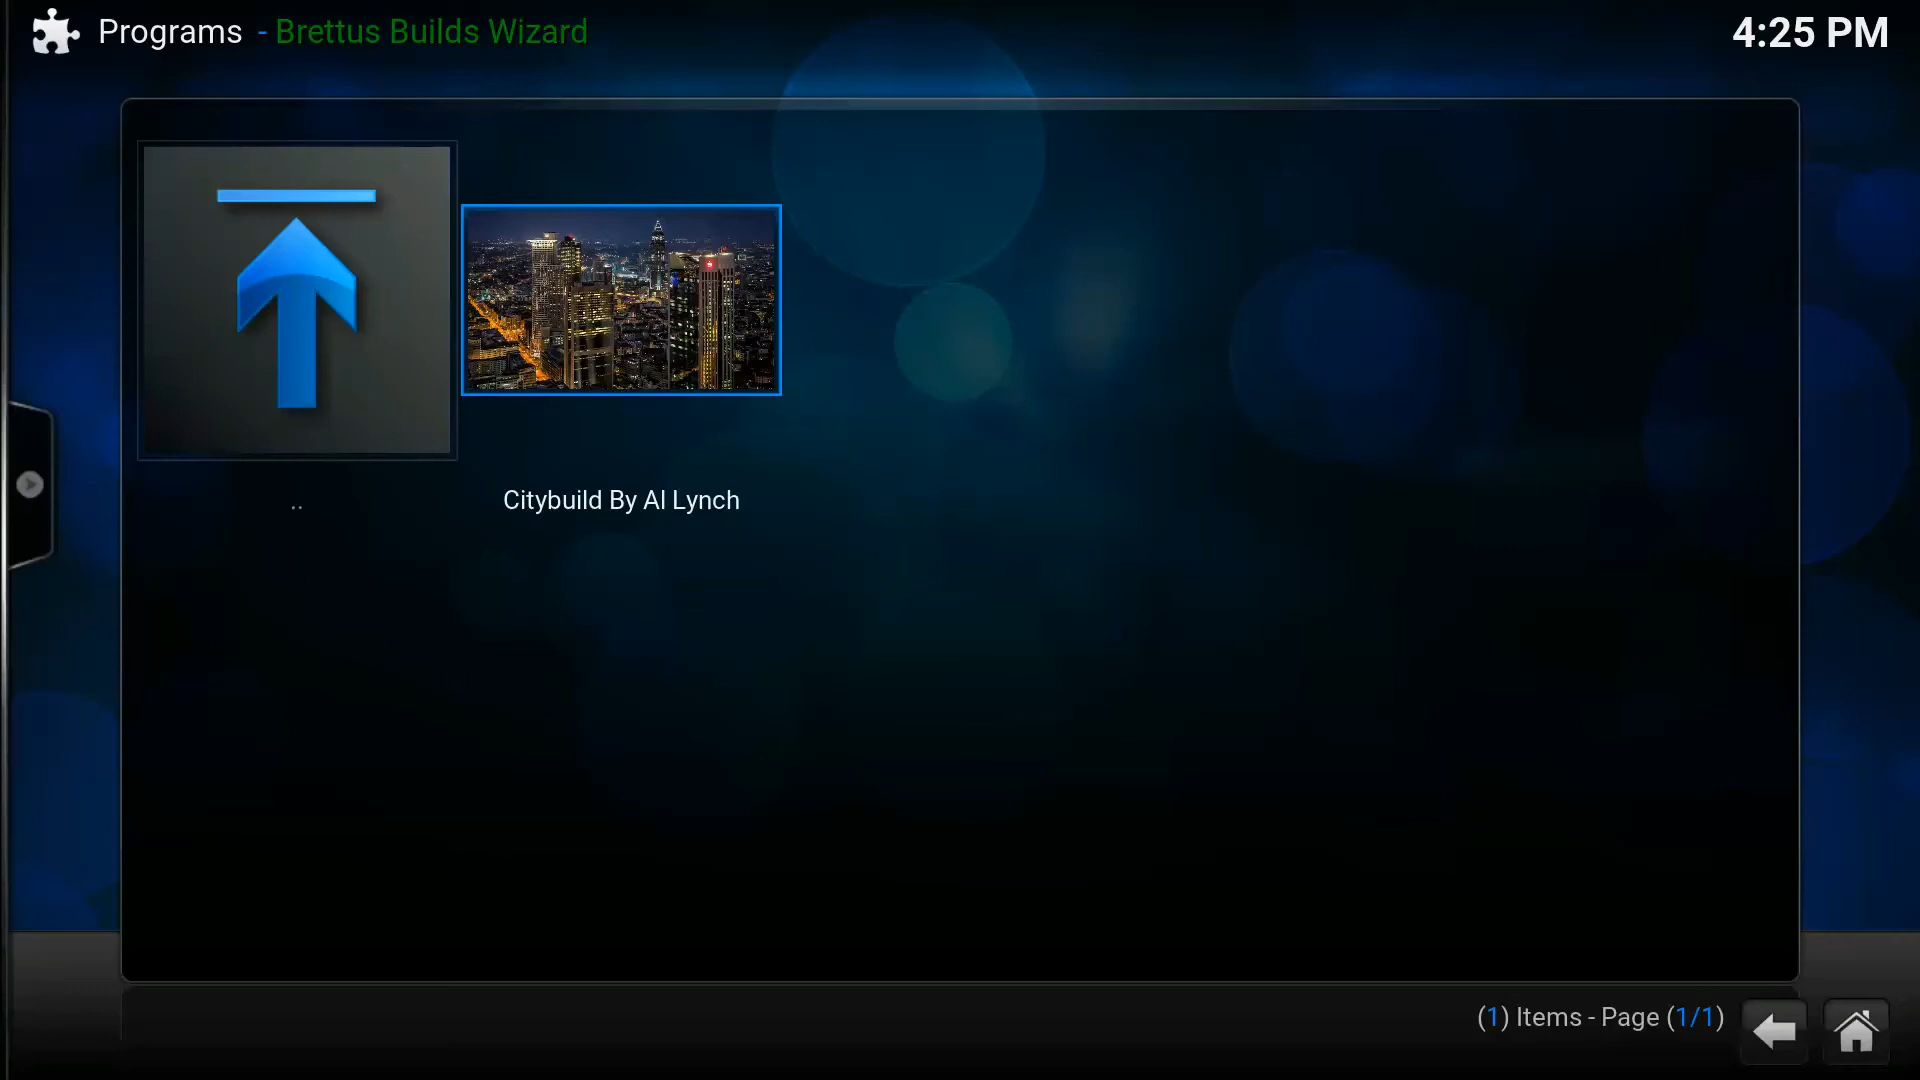 Programs - Brettus Builds Wizard
4:25 PM
..
Citybuild By Al Lynch
(1) Items - Page (1/1)